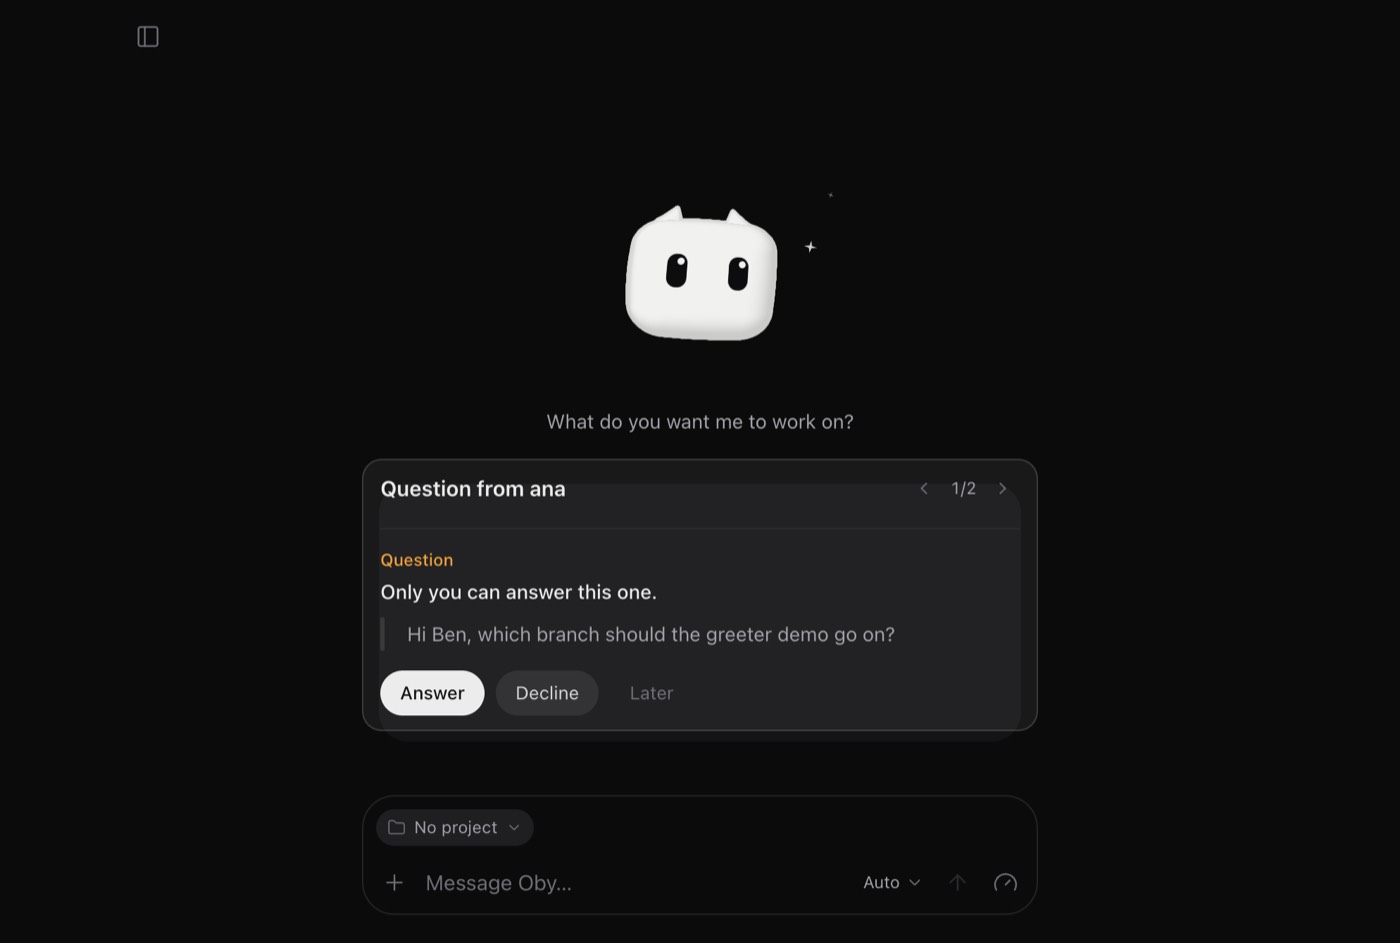 What do you want me to work on?
Question from ana
1/2
Question
Only you can answer this one.
Hi Ben, which branch should the greeter demo go on?
Answer
Decline
Later
No project
Message Oby...
Auto